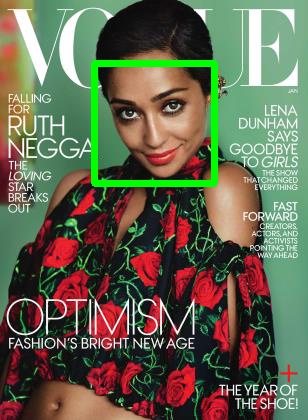 VOGUE
JAN
FALLING
FOR
RUTH
NEGGA
THE
LOVING
STAR
BREAKS
OUT
LENA
DUNHAM
SAYS
GOODBYE
TO GIRLS
THE SHOW
THAT CHANGED
EVERYTHING
FAST
FORWARD
CREATORS,
ACTORS, AND
ACTIVISTS
POINTING THE
WAY AHEAD
OPTIMISM
FASHION'S BRIGHT NEW AGE
+
THE YEAR OF
THE SHOE!